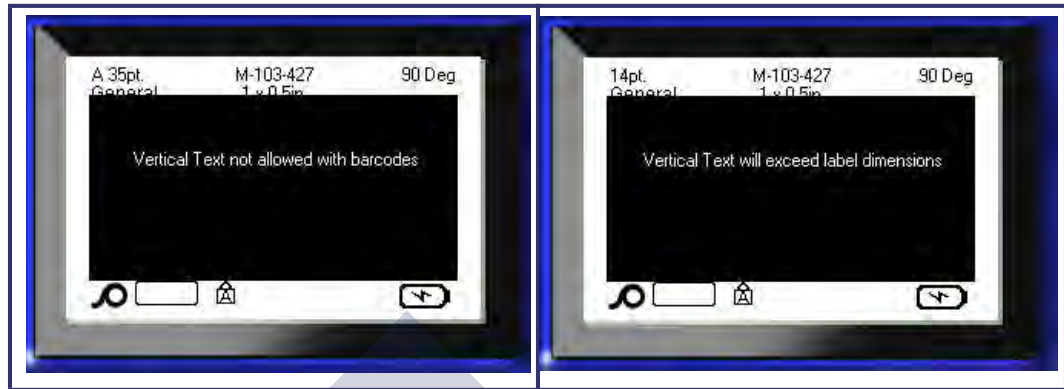 A 35pt. M-103-427 90 Deg
General 1 x 0.5in
Vertical Text not allowed with barcodes
A
14pt. M-103-427 90 Deg
General 1 x 0.5in
Vertical Text will exceed label dimensions
A